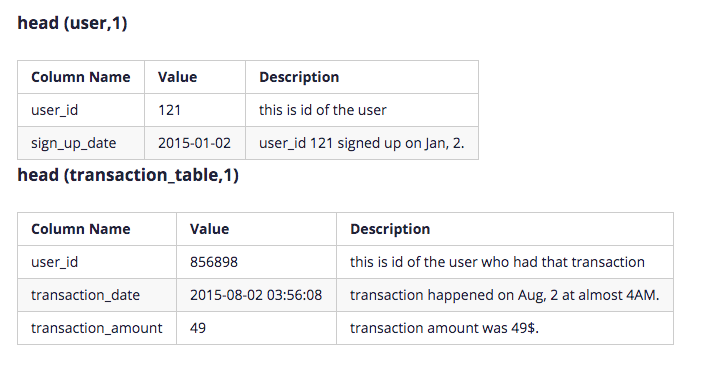 head (user,1)
Column Name Value Description
user_id 121 this is id of the user
sign_up_date 2015-01-02 user_id 121 signed up on Jan, 2.
head (transaction_table,1)
Column Name Value Description
user_id 856898 this is id of the user who had that transaction
transaction_date 2015-08-02 03:56:08 transaction happened on Aug, 2 at almost 4AM.
transaction_amount 49 transaction amount was 49$.